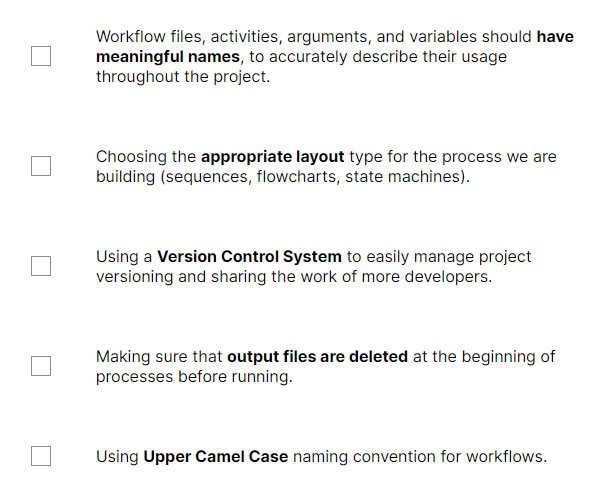 Workflow files, activities, arguments, and variables should have
meaningful names, to accurately describe their usage
throughout the project.
Choosing the appropriate layout type for the process we are
building (sequences, flowcharts, state machines).
Using a Version Control System to easily manage project
versioning and sharing the work of more developers.
Making sure that output files are deleted at the beginning of
processes before running.
Using Upper Camel Case naming convention for workflows.